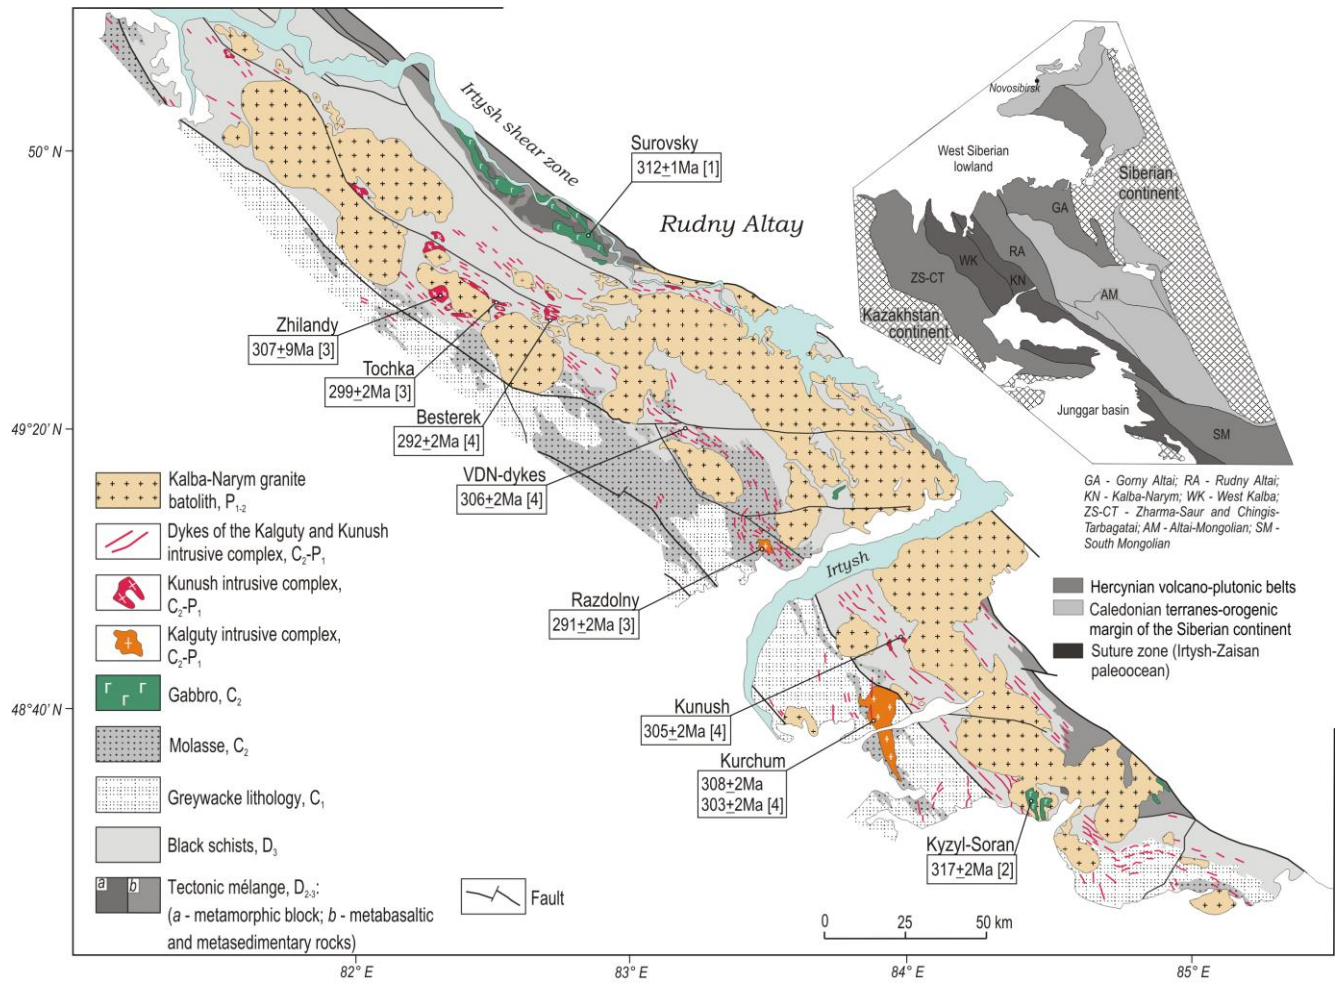 50° N
49°20' N
48°40' N
82° E
83° E
84° E
85° E
Irtysh shear zone
Rudny Altay
Irtysh
Surovsky
312±1Ma [1]
Zhilandy
307±9Ma [3]
Tochka
299±2Ma [3]
Besterek
292±2Ma [4]
VDN-dykes
306±2Ma [4]
Razdolny
291±2Ma [3]
Kunush
305±2Ma [4]
Kurchum
308±2Ma
303±2Ma [4]
Kyzyl-Soran
317±2Ma [2]
0 25 50 km
Kalba-Narym granite
batolith, P1-2
Dykes of the Kalguty and Kunush
intrusive complex, C2-P1
Kunush intrusive complex,
C2-P1
Kalguty intrusive complex,
C2-P1
Gabbro, C2
Molasse, C2
Greywacke lithology, C1
Black schists, D3
a b
Tectonic mélange, D2-3:
(a - metamorphic block; b - metabasaltic
and metasedimentary rocks)
Fault
Novosibirsk
West Siberian
lowland
Siberian
continent
GA
RA
WK
KN
ZS-CT
AM
Kazakhstan
continent
Junggar basin
SM
GA - Gorny Altai; RA - Rudny Altai;
KN - Kalba-Narym; WK - West Kalba;
ZS-CT - Zharma-Saur and Chingis-
Tarbagatai; AM - Altai-Mongolian; SM -
South Mongolian
Hercynian volcano-plutonic belts
Caledonian terranes-orogenic
margin of the Siberian continent
Suture zone (Irtysh-Zaisan
paleoocean)